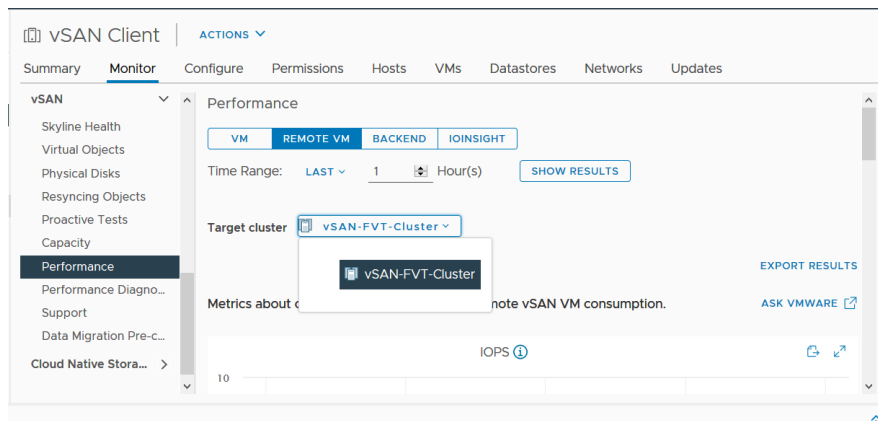 vSAN Client ACTIONS
Summary Monitor Configure Permissions Hosts VMs Datastores Networks Updates
vSAN
Skyline Health
Virtual Objects
Physical Disks
Resyncing Objects
Proactive Tests
Capacity
Performance
Performance Diagno...
Support
Data Migration Pre-c...
Cloud Native Stora...
Performance
VM REMOTE VM BACKEND IOINSIGHT
Time Range: LAST 1 Hour(s) SHOW RESULTS
Target cluster vSAN-FVT-Cluster
vSAN-FVT-Cluster
EXPORT RESULTS
Metrics about vSAN VM consumption.
ASK VMWARE
IOPS
10